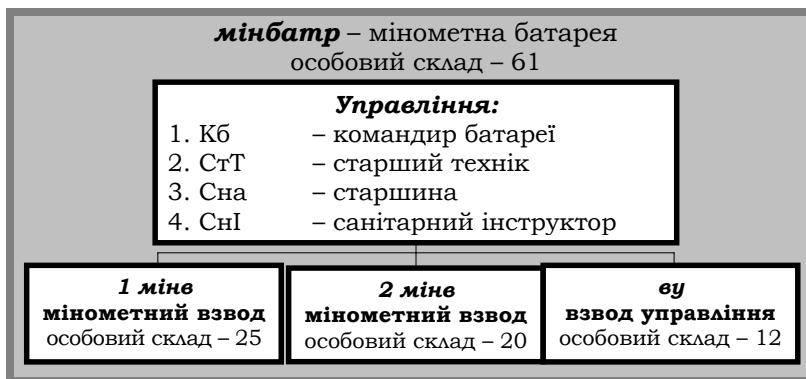 мінбатр – мінометна батарея
особовий склад – 61
Управління:
1. Кб – командир батареї
2. СтТ – старший технік
3. Сна – старшина
4. СнІ – санітарний інструктор
1 мінв
мінометний взвод
особовий склад – 25
2 мінв
мінометний взвод
особовий склад – 20
ву
взвод управління
особовий склад – 12